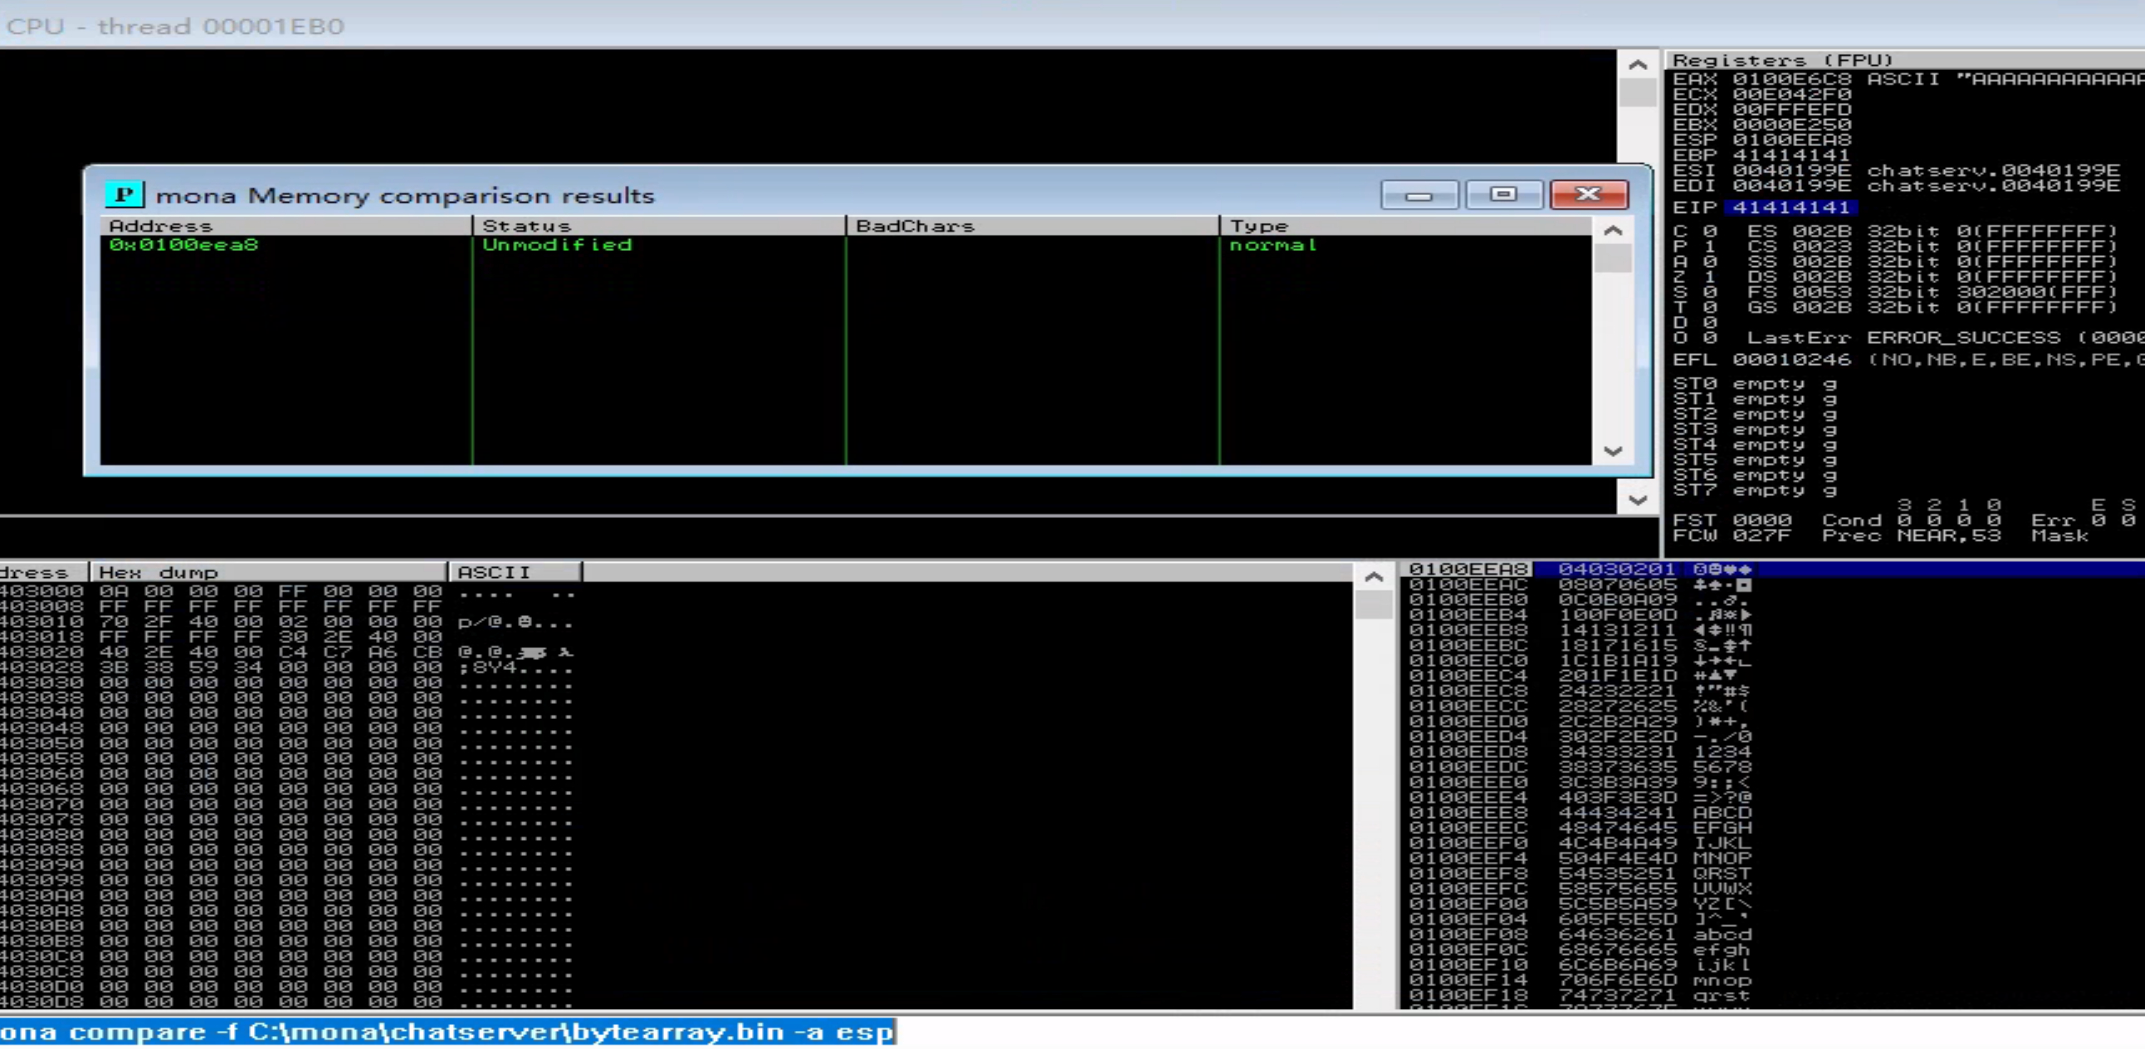 CPU - thread 00001EB0
Registers (FPU)
EAX 0100E6C8 ASCII "AAAAAAAAAAAAA
ECX 00E042F0
EDX 00FFFEFD
EBX 0000E250
ESP 0100EEA8
EBP 41414141
ESI 0040199E chatserv.0040199E
EDI 0040199E chatserv.0040199E
EIP 41414141
C 0 ES 002B 32bit 0(FFFFFFFF)
P 1 CS 0023 32bit 0(FFFFFFFF)
A 0 SS 002B 32bit 0(FFFFFFFF)
Z 1 DS 002B 32bit 0(FFFFFFFF)
S 0 FS 0053 32bit 302000(FFF)
T 0 GS 002B 32bit 0(FFFFFFFF)
D 0
O 0 LastErr ERROR_SUCCESS (0000
EFL 00010246 (NO,NB,E,BE,NS,PE,G
ST0 empty g
ST1 empty g
ST2 empty g
ST3 empty g
ST4 empty g
ST5 empty g
ST6 empty g
ST7 empty g
3 2 1 0 E S
FST 0000 Cond 0 0 0 0 Err 0 0
FCW 027F Prec NEAR,53 Mask
P mona Memory comparison results
Address Status BadChars Type
0x0100eea8 Unmodified normal
dress Hex dump ASCII
403000 0A 00 00 00 FF 00 00 00 .... ..
403008 FF FF FF FF FF FF FF FF
403010 70 2F 40 00 02 00 00 00 p/@.☻...
403018 FF FF FF FF 30 2E 40 00
403020 40 2E 40 00 C4 C7 A6 CB @.@.
403028 3B 38 59 34 00 00 00 00 ;8Y4....
403030 00 00 00 00 00 00 00 00 ........
403038 00 00 00 00 00 00 00 00 ........
403040 00 00 00 00 00 00 00 00 ........
403048 00 00 00 00 00 00 00 00 ........
403050 00 00 00 00 00 00 00 00 ........
403058 00 00 00 00 00 00 00 00 ........
403060 00 00 00 00 00 00 00 00 ........
403068 00 00 00 00 00 00 00 00 ........
403070 00 00 00 00 00 00 00 00 ........
403078 00 00 00 00 00 00 00 00 ........
403080 00 00 00 00 00 00 00 00 ........
403088 00 00 00 00 00 00 00 00 ........
403090 00 00 00 00 00 00 00 00 ........
403098 00 00 00 00 00 00 00 00 ........
4030A0 00 00 00 00 00 00 00 00 ........
4030A8 00 00 00 00 00 00 00 00 ........
4030B0 00 00 00 00 00 00 00 00 ........
4030B8 00 00 00 00 00 00 00 00 ........
4030C0 00 00 00 00 00 00 00 00 ........
4030C8 00 00 00 00 00 00 00 00 ........
4030D0 00 00 00 00 00 00 00 00 ........
4030D8 00 00 00 00 00 00 00 00 ........
0100EEA8 04030201 ☺☻♥♦
0100EEAC 08070605 ♣♠•◘
0100EEB0 0C0B0A09 ..♂.
0100EEB4 100F0E0D .♫☼►
0100EEB8 14131211 ◄↕‼¶
0100EEBC 18171615 §▬↨↑
0100EEC0 1C1B1A19 ↓→←∟
0100EEC4 201F1E1D ↔▲▼
0100EEC8 24232221 !"#$
0100EECC 28272625 %&'(
0100EED0 2C2B2A29 )*+,
0100EED4 302F2E2D -./0
0100EED8 34333231 1234
0100EEDC 38373635 5678
0100EEE0 3C3B3A39 9:;<
0100EEE4 403F3E3D =>?@
0100EEE8 44434241 ABCD
0100EEEC 48474645 EFGH
0100EEF0 4C4B4A49 IJKL
0100EEF4 504F4E4D MNOP
0100EEF8 54535251 QRST
0100EEFC 58575655 UVWX
0100EF00 5C5B5A59 YZ[\
0100EF04 605F5E5D ]^_`
0100EF08 64636261 abcd
0100EF0C 68676665 efgh
0100EF10 6C6B6A69 ijkl
0100EF14 706F6E6D mnop
0100EF18 74737271 qrst
ona compare -f C:\mona\chatserver\bytearray.bin -a esp